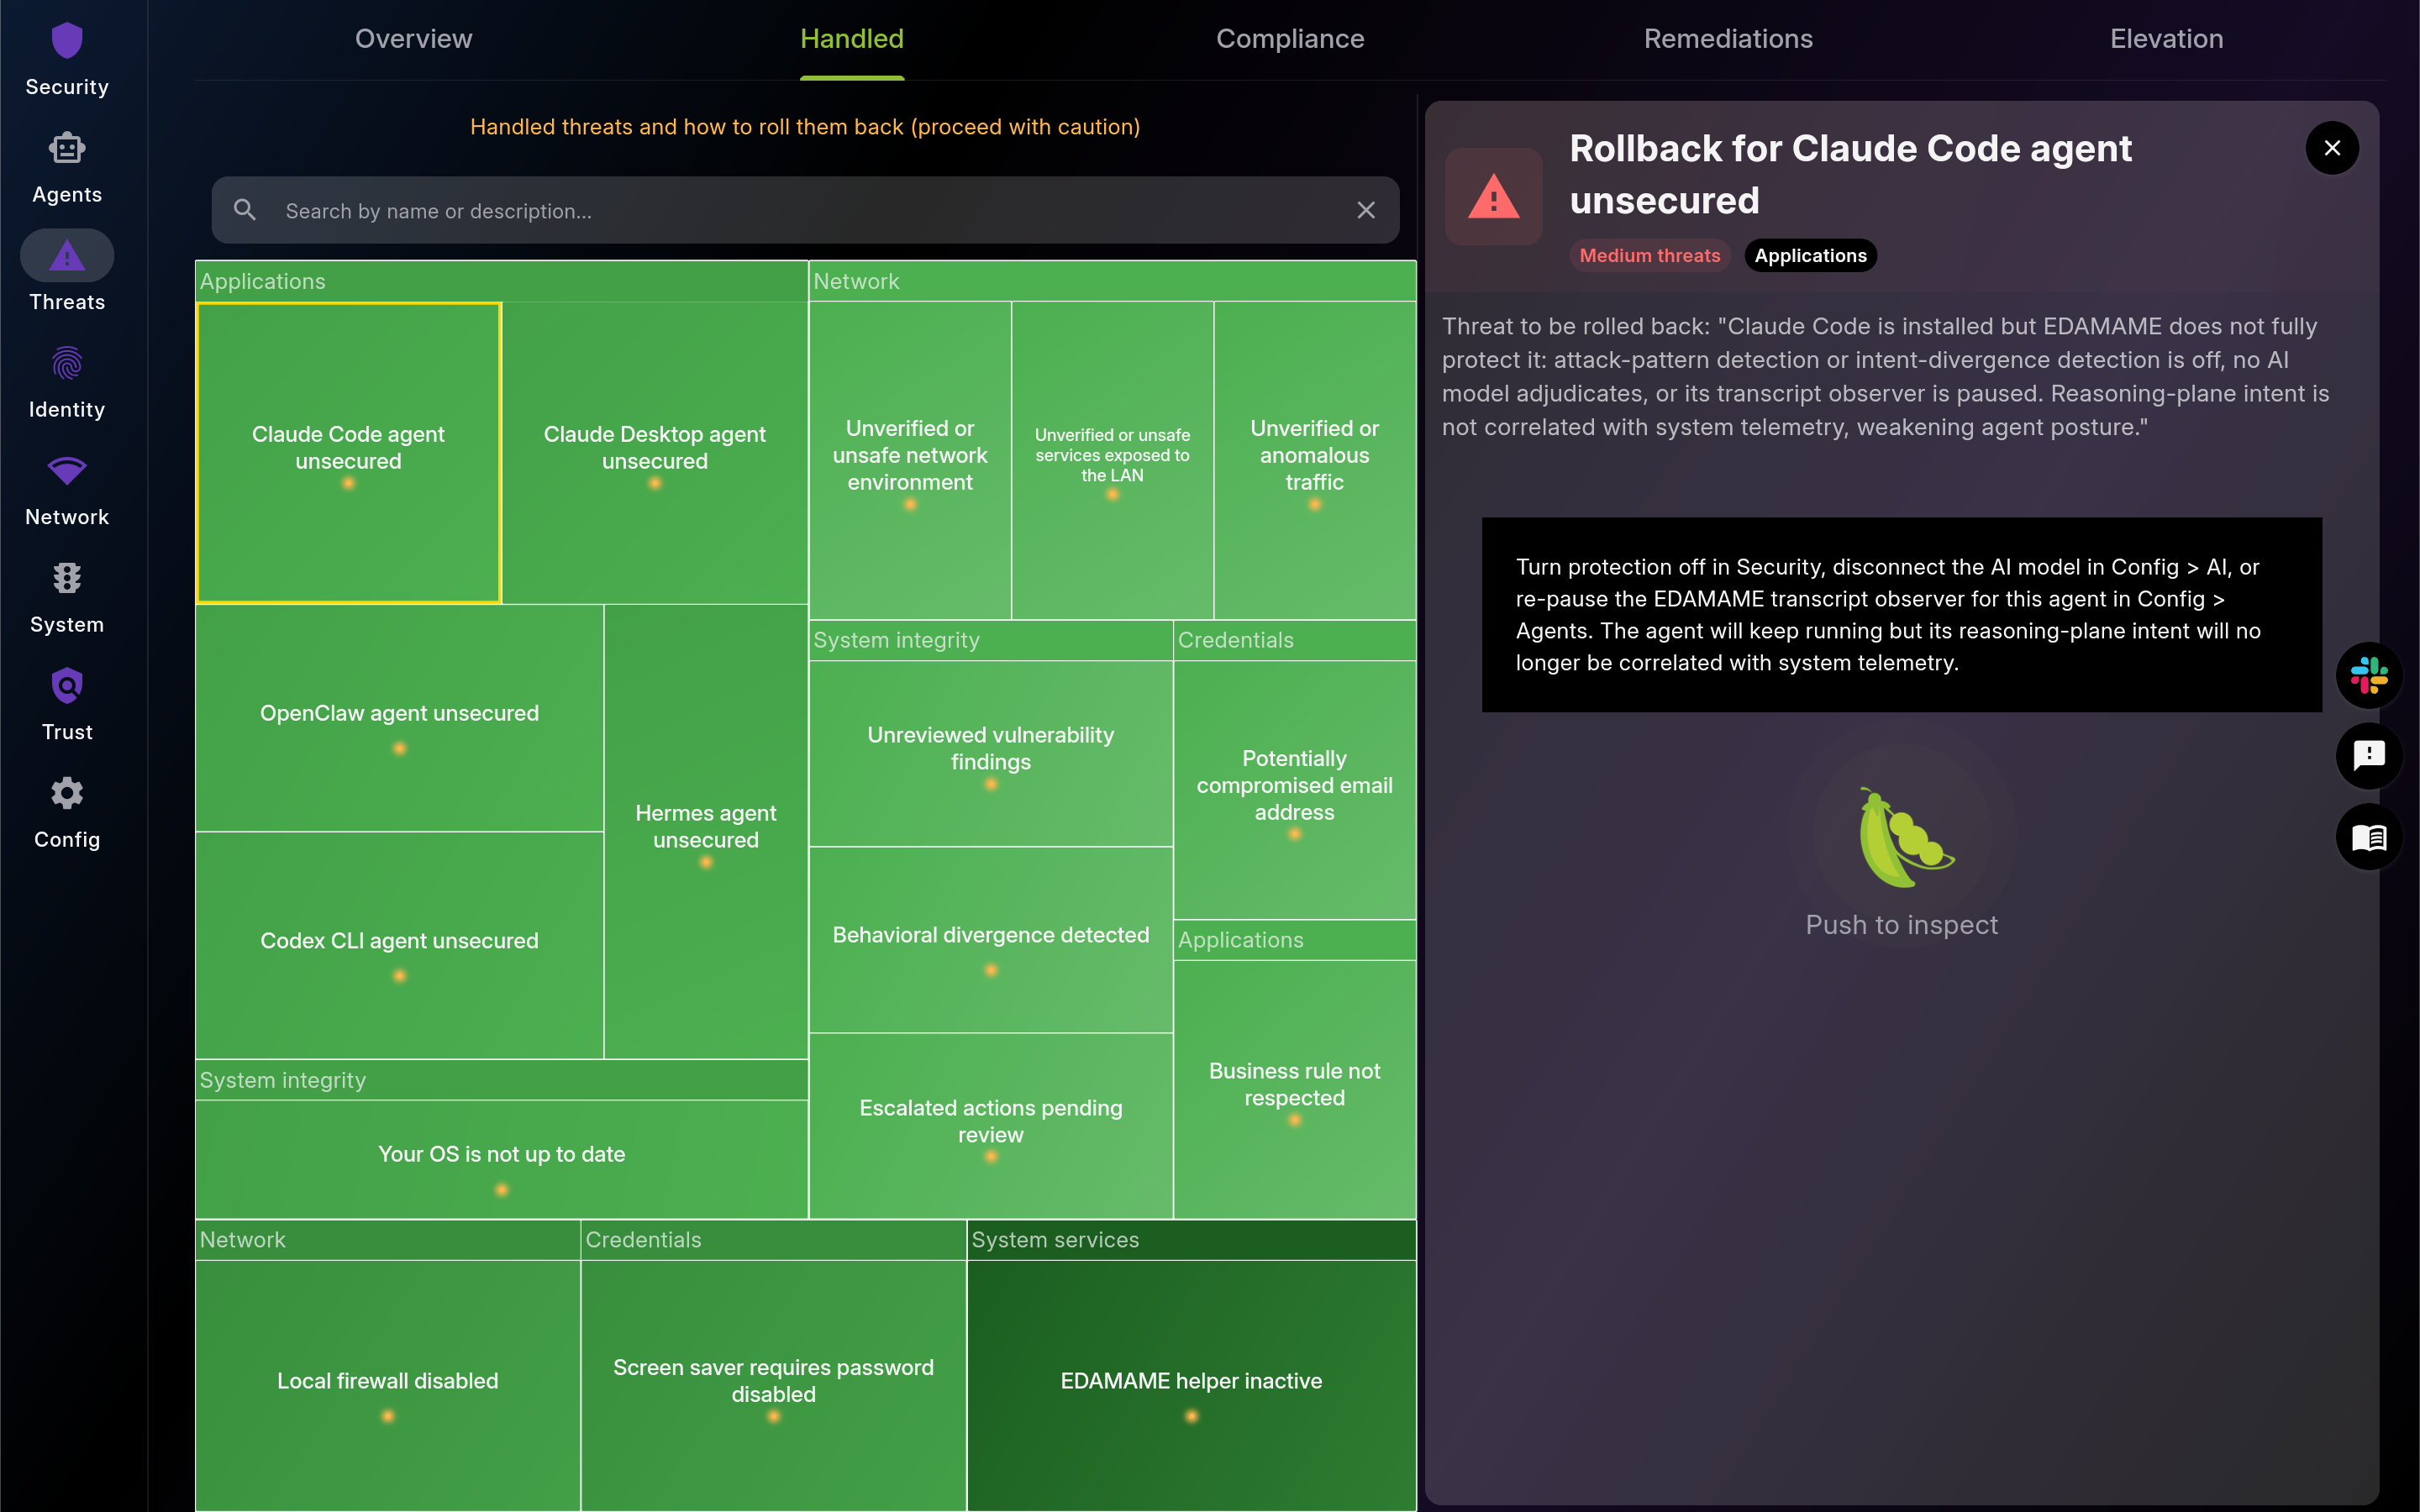 Security
Agents
Threats
Identity
Network
System
Trust
Config
Overview
Handled
Compliance
Remediations
Elevation
Handled threats and how to roll them back (proceed with caution)
Search by name or description...
Applications
Claude Code agent
unsecured
Claude Desktop agent
unsecured
OpenClaw agent unsecured
Codex CLI agent unsecured
Hermes agent
unsecured
System integrity
Your OS is not up to date
Network
Unverified or
unsafe network
environment
Unverified or unsafe
services exposed to
the LAN
Unverified or
anomalous
traffic
System integrity
Unreviewed vulnerability
findings
Behavioral divergence detected
Escalated actions pending
review
Credentials
Potentially
compromised email
address
Applications
Business rule not
respected
Network
Local firewall disabled
Credentials
Screen saver requires password
disabled
System services
EDAMAME helper inactive
Rollback for Claude Code agent
unsecured
Medium threats
Applications
Threat to be rolled back: "Claude Code is installed but EDAMAME does not fully
protect it: attack-pattern detection or intent-divergence detection is off, no AI
model adjudicates, or its transcript observer is paused. Reasoning-plane intent is
not correlated with system telemetry, weakening agent posture."
Turn protection off in Security, disconnect the AI model in Config > AI, or
re-pause the EDAMAME transcript observer for this agent in Config >
Agents. The agent will keep running but its reasoning-plane intent will no
longer be correlated with system telemetry.
Push to inspect